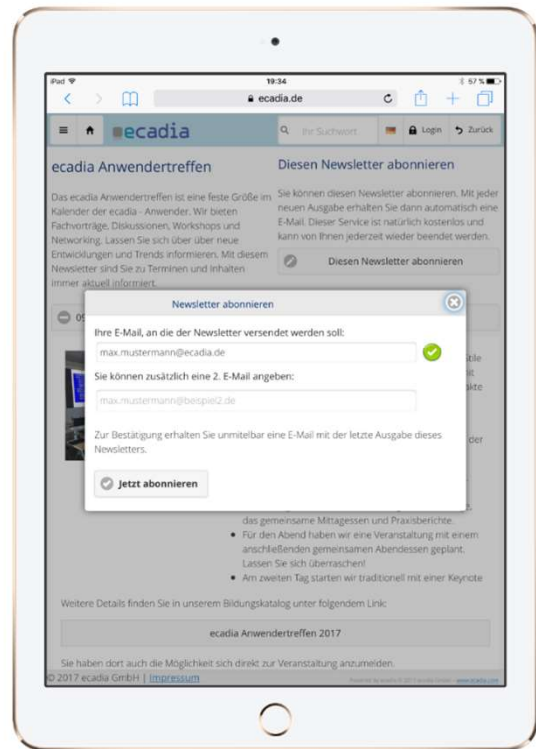 iPad
19:34
57 %
ecadia.de
ecadia
Ihr Suchwort
Login
Zurück
ecadia Anwendertreffen
Das ecadia Anwendertreffen ist eine feste Größe im
Kalender der ecadia - Anwender. Wir bieten
Fachvorträge, Diskussionen, Workshops und
Networking. Lassen Sie sich über über neue
Entwicklungen und Trends informieren. Mit diesem
Newsletter sind Sie zu Terminen und Inhalten
immer aktuell informiert.
Diesen Newsletter abonnieren
Sie können diesen Newsletter abonnieren. Mit jeder
neuen Ausgabe erhalten Sie dann automatisch eine
E-Mail. Dieser Service ist natürlich kostenlos und
kann von Ihnen jederzeit wieder beendet werden.
Diesen Newsletter abonnieren
Newsletter abonnieren
Ihre E-Mail, an die der Newsletter versendet werden soll:
max.mustermann@ecadia.de
Sie können zusätzlich eine 2. E-Mail angeben:
max.mustermann@beispiel2.de
Zur Bestätigung erhalten Sie unmitelbar eine E-Mail mit der letzte Ausgabe dieses
Newsletters.
Jetzt abonnieren
der
das gemeinsame Mittagessen und Praxisberichte.
Für den Abend haben wir eine Veranstaltung mit einem
anschließenden gemeinsamen Abendessen geplant.
Lassen Sie sich überraschen!
Am zweiten Tag starten wir traditionell mit einer Keynote
Weitere Details finden Sie in unserem Bildungskatalog unter folgendem Link:
ecadia Anwendertreffen 2017
Sie haben dort auch die Möglichkeit sich direkt zur Veranstaltung anzumelden.
© 2017 ecadia GmbH | Impressum
www.ecadia.com